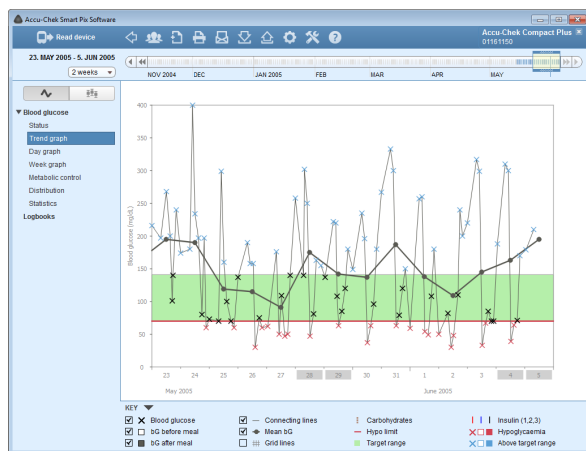 Accu-Chek Smart Pix Software
Read device
Accu-Chek Compact Plus
01161150
23. MAY 2005 - 5. JUN 2005
2 weeks
NOV 2004 DEC JAN 2005 FEB MAR APR MAY
Blood glucose
Status
Trend graph
Day graph
Week graph
Metabolic control
Distribution
Statistics
Logbooks
Blood glucose (mg/dL)
400
350
300
250
200
150
100
50
0
23 24 25 26 27 28 29 30 31 1 2 3 4 5
May 2005 June 2005
KEY
Blood glucose Connecting lines Carbohydrates Insulin (1,2,3)
bG before meal Mean bG Hypo limit Hypoglycaemia
bG after meal Grid lines Target range Above target range